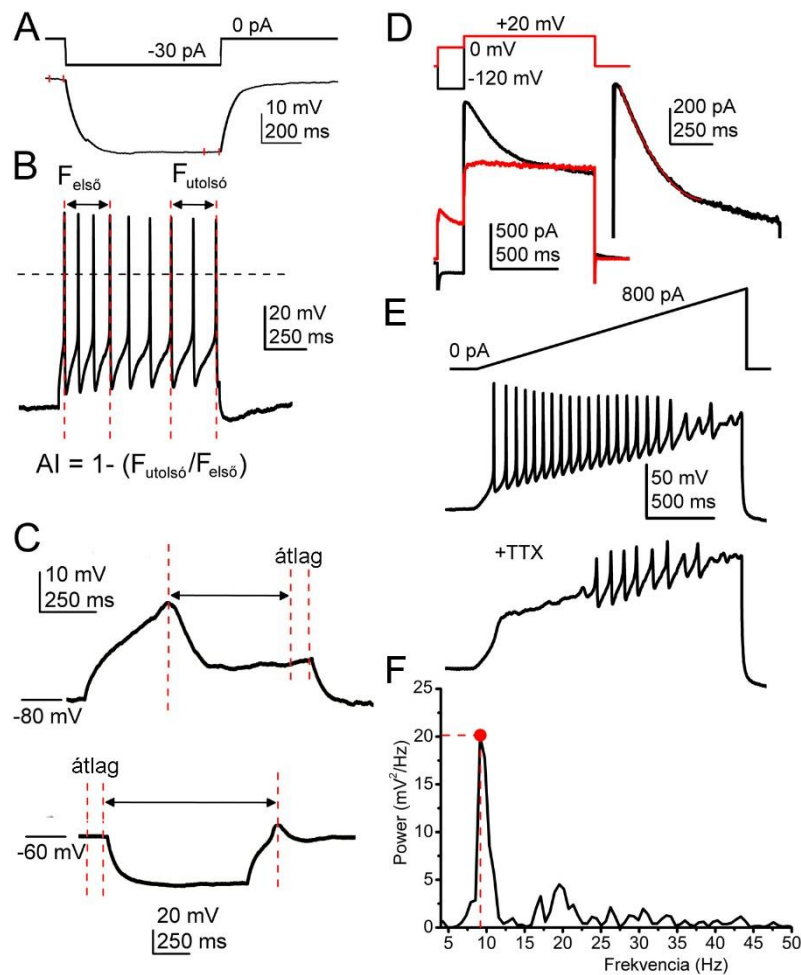 A
0 pA
-30 pA
10 mV
200 ms
B
Felső
Futolsó
20 mV
250 ms
AI = 1- (Futolsó/Felső)
C
10 mV
250 ms
átlag
-80 mV
átlag
-60 mV
20 mV
250 ms
D
+20 mV
0 mV
-120 mV
200 pA
250 ms
500 pA
500 ms
E
800 pA
0 pA
50 mV
500 ms
+TTX
F
25
20
15
10
5
0
Power (mV²/Hz)
5 10 15 20 25 30 35 40 45 50
Frekvencia (Hz)